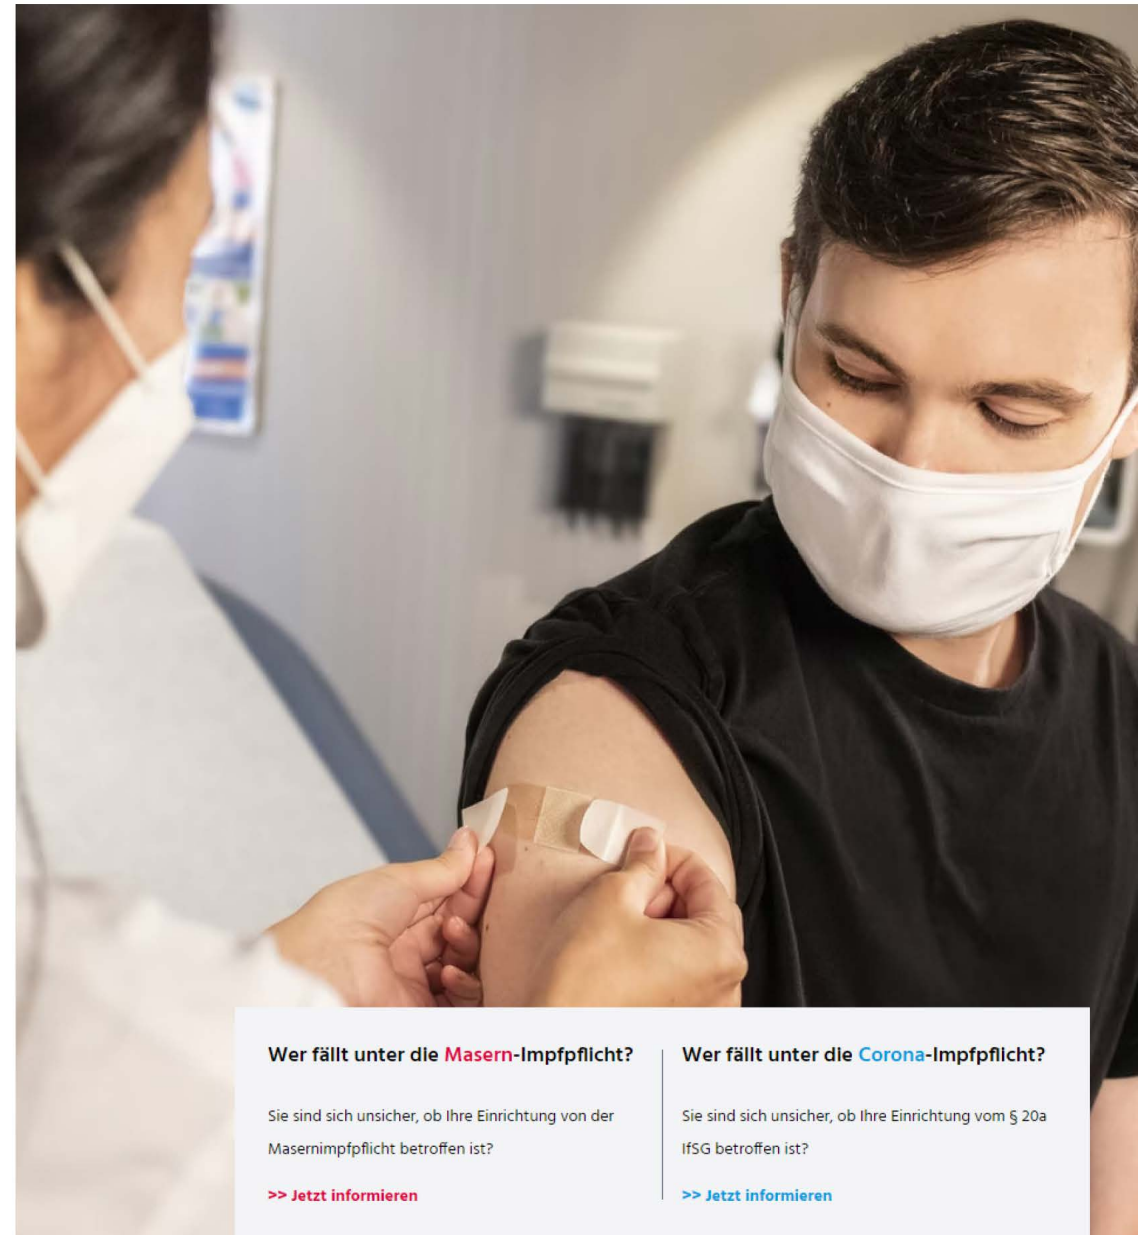 Wer fällt unter die Masern-Impfpflicht?
Sie sind sich unsicher, ob Ihre Einrichtung von der
Masernimpfpflicht betroffen ist?
>> Jetzt informieren
Wer fällt unter die Corona-Impfpflicht?
Sie sind sich unsicher, ob Ihre Einrichtung vom § 20a
IfSG betroffen ist?
>> Jetzt informieren